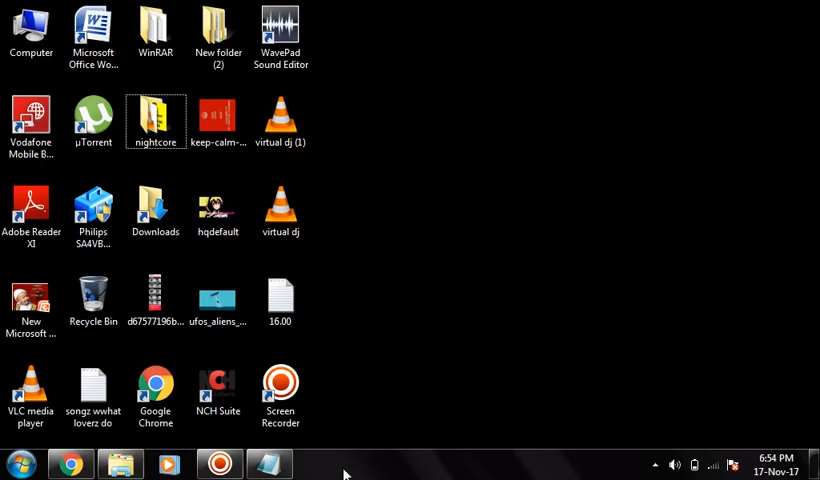 Computer
Microsoft
Office Wo...
WinRAR
New folder
(2)
WavePad
Sound Editor
Vodafone
Mobile B...
µTorrent
nightcore
keep-calm-...
virtual dj (1)
Adobe Reader
XI
Philips
SA4VB...
Downloads
hqdefault
virtual dj
New
Microsoft ...
Recycle Bin
d67577196b...
ufos_aliens_...
16.00
VLC media
player
songz wwhat
loverz do
Google
Chrome
NCH
NCH Suite
Screen
Recorder
6:54 PM
17-Nov-17